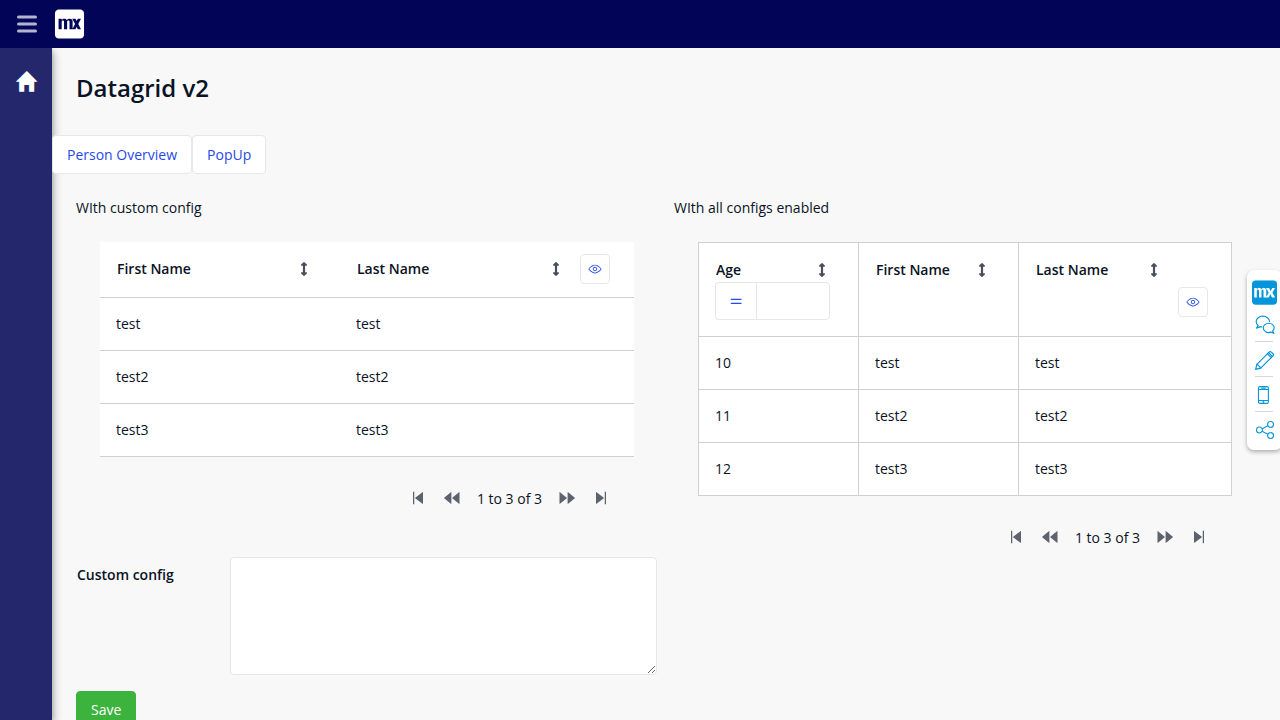 mx
Datagrid v2
Person Overview
PopUp
WIth custom config
First Name
Last Name
test
test
test2
test2
test3
test3
1 to 3 of 3
WIth all configs enabled
Age
First Name
Last Name
=
10
test
test
11
test2
test2
12
test3
test3
1 to 3 of 3
Custom config
Save
mx